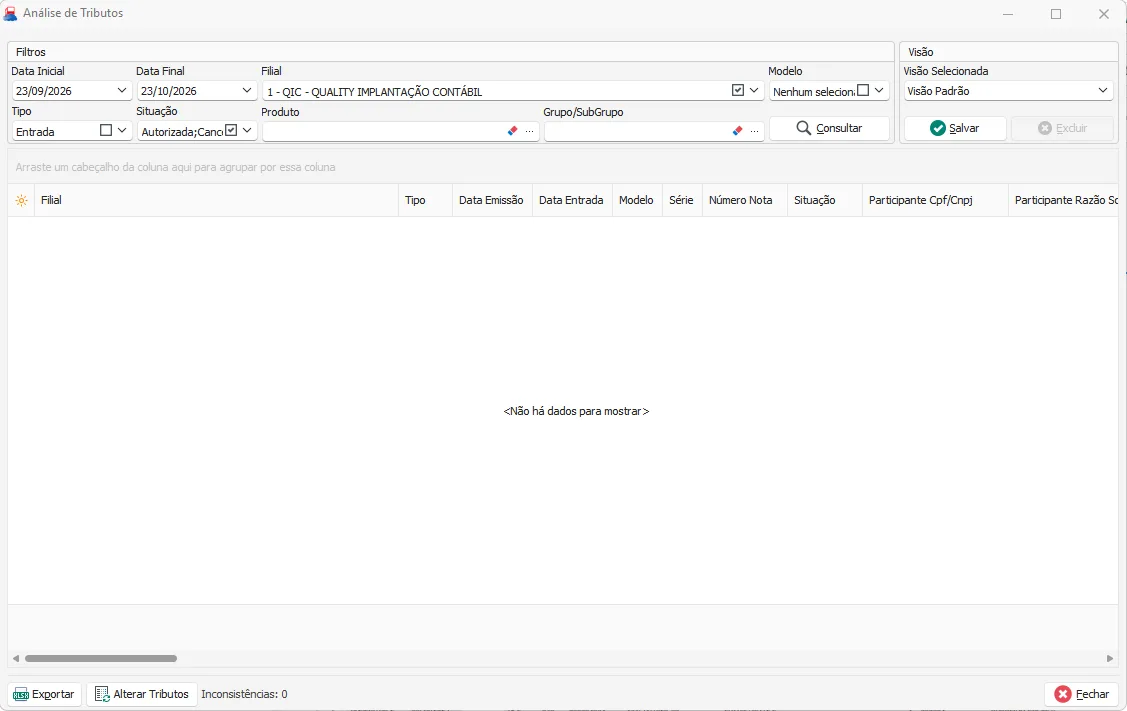 Análise de Tributos
Filtros
Visão
Data Inicial
Data Final
Filial
Modelo
Visão Selecionada
23/09/2026
23/10/2026
1 - QIC - QUALITY IMPLANTAÇÃO CONTÁBIL
Nenhum seleciona
Visão Padrão
Tipo
Situação
Produto
Grupo/SubGrupo
Entrada
Autorizada;Canc
...
...
Consultar
Salvar
Excluir
Arraste um cabeçalho da coluna aqui para agrupar por essa coluna
Filial
Tipo
Data Emissão
Data Entrada
Modelo
Série
Número Nota
Situação
Participante Cpf/Cnpj
Participante Razão So
<Não há dados para mostrar>
XLSX
Exportar
Alterar Tributos
Inconsistências: 0
Fechar